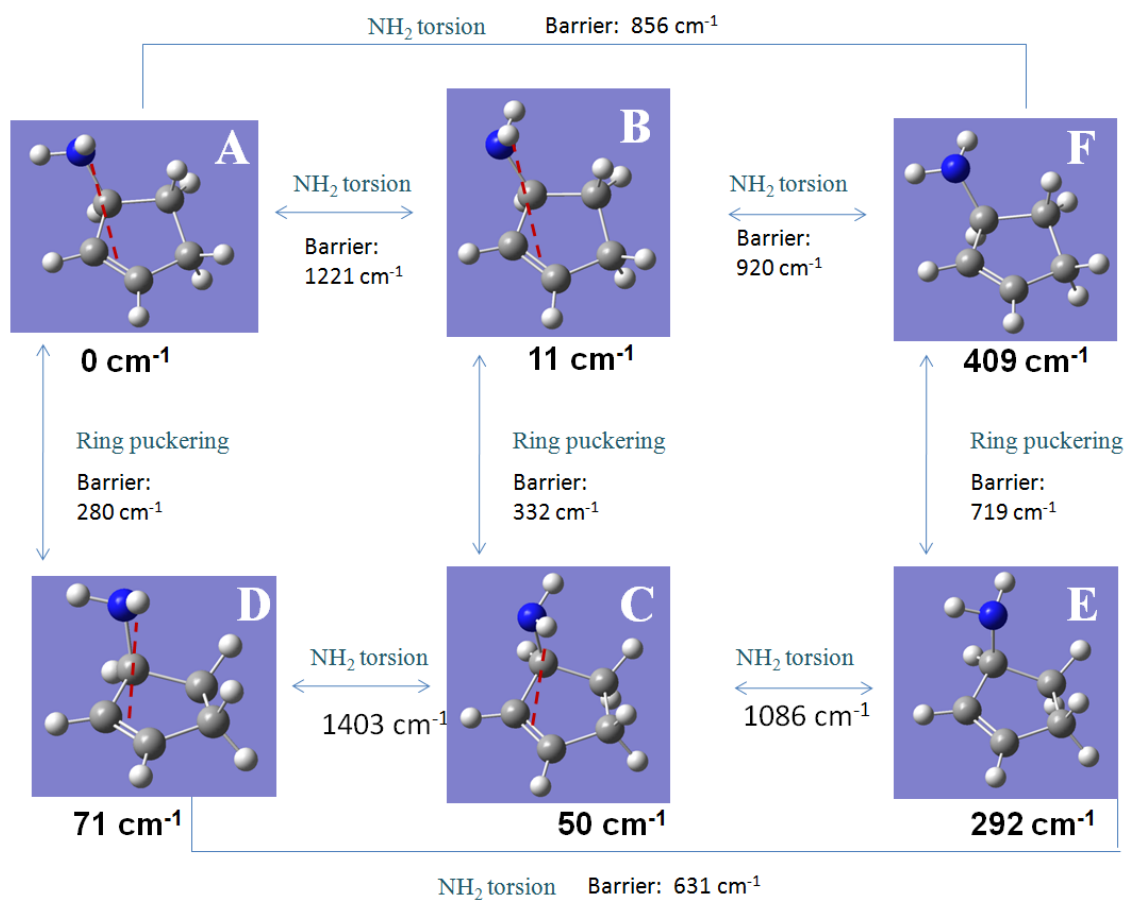 NH₂ torsion Barrier: 856 cm⁻¹
A
B
F
NH₂ torsion
Barrier:
1221 cm⁻¹
NH₂ torsion
Barrier:
920 cm⁻¹
0 cm⁻¹
11 cm⁻¹
409 cm⁻¹
Ring puckering
Barrier:
280 cm⁻¹
Ring puckering
Barrier:
332 cm⁻¹
Ring puckering
Barrier:
719 cm⁻¹
D
C
E
NH₂ torsion
1403 cm⁻¹
NH₂ torsion
1086 cm⁻¹
71 cm⁻¹
50 cm⁻¹
292 cm⁻¹
NH₂ torsion Barrier: 631 cm⁻¹